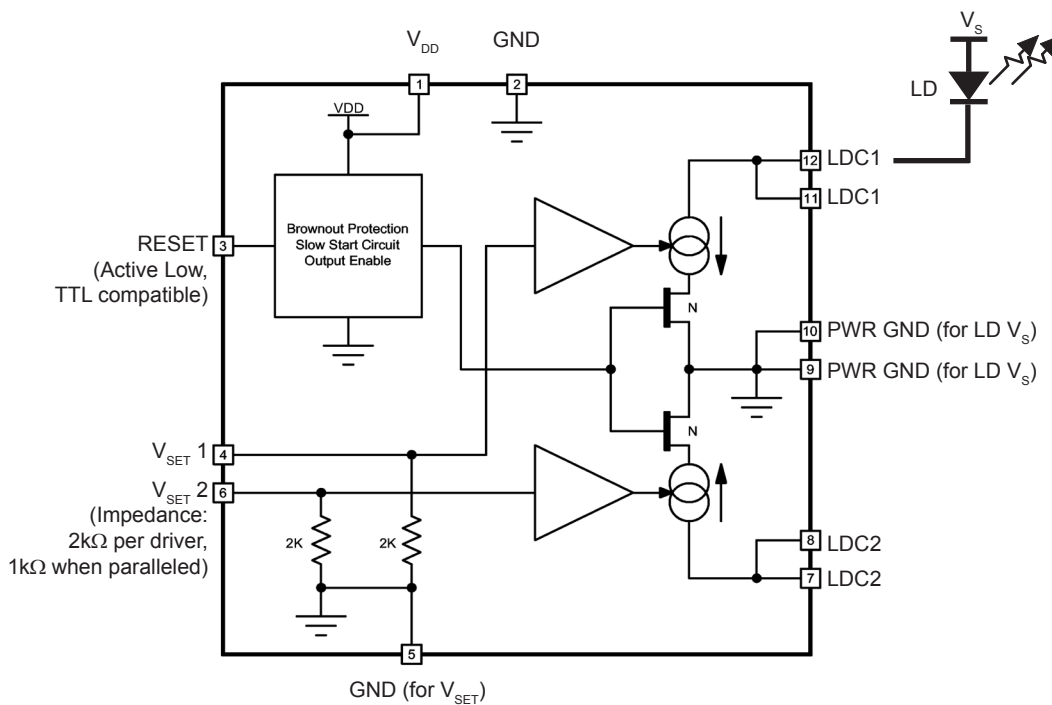 V_DD
GND
V_S
LD
1
2
VDD
12 LDC1
11 LDC1
Brownout Protection
Slow Start Circuit
Output Enable
RESET 3
(Active Low,
TTL compatible)
N
10 PWR GND (for LD V_S)
9 PWR GND (for LD V_S)
N
V_SET 1 4
V_SET 2 6
(Impedance:
2kΩ per driver,
1kΩ when paralleled)
2K
2K
8 LDC2
7 LDC2
5
GND (for V_SET)